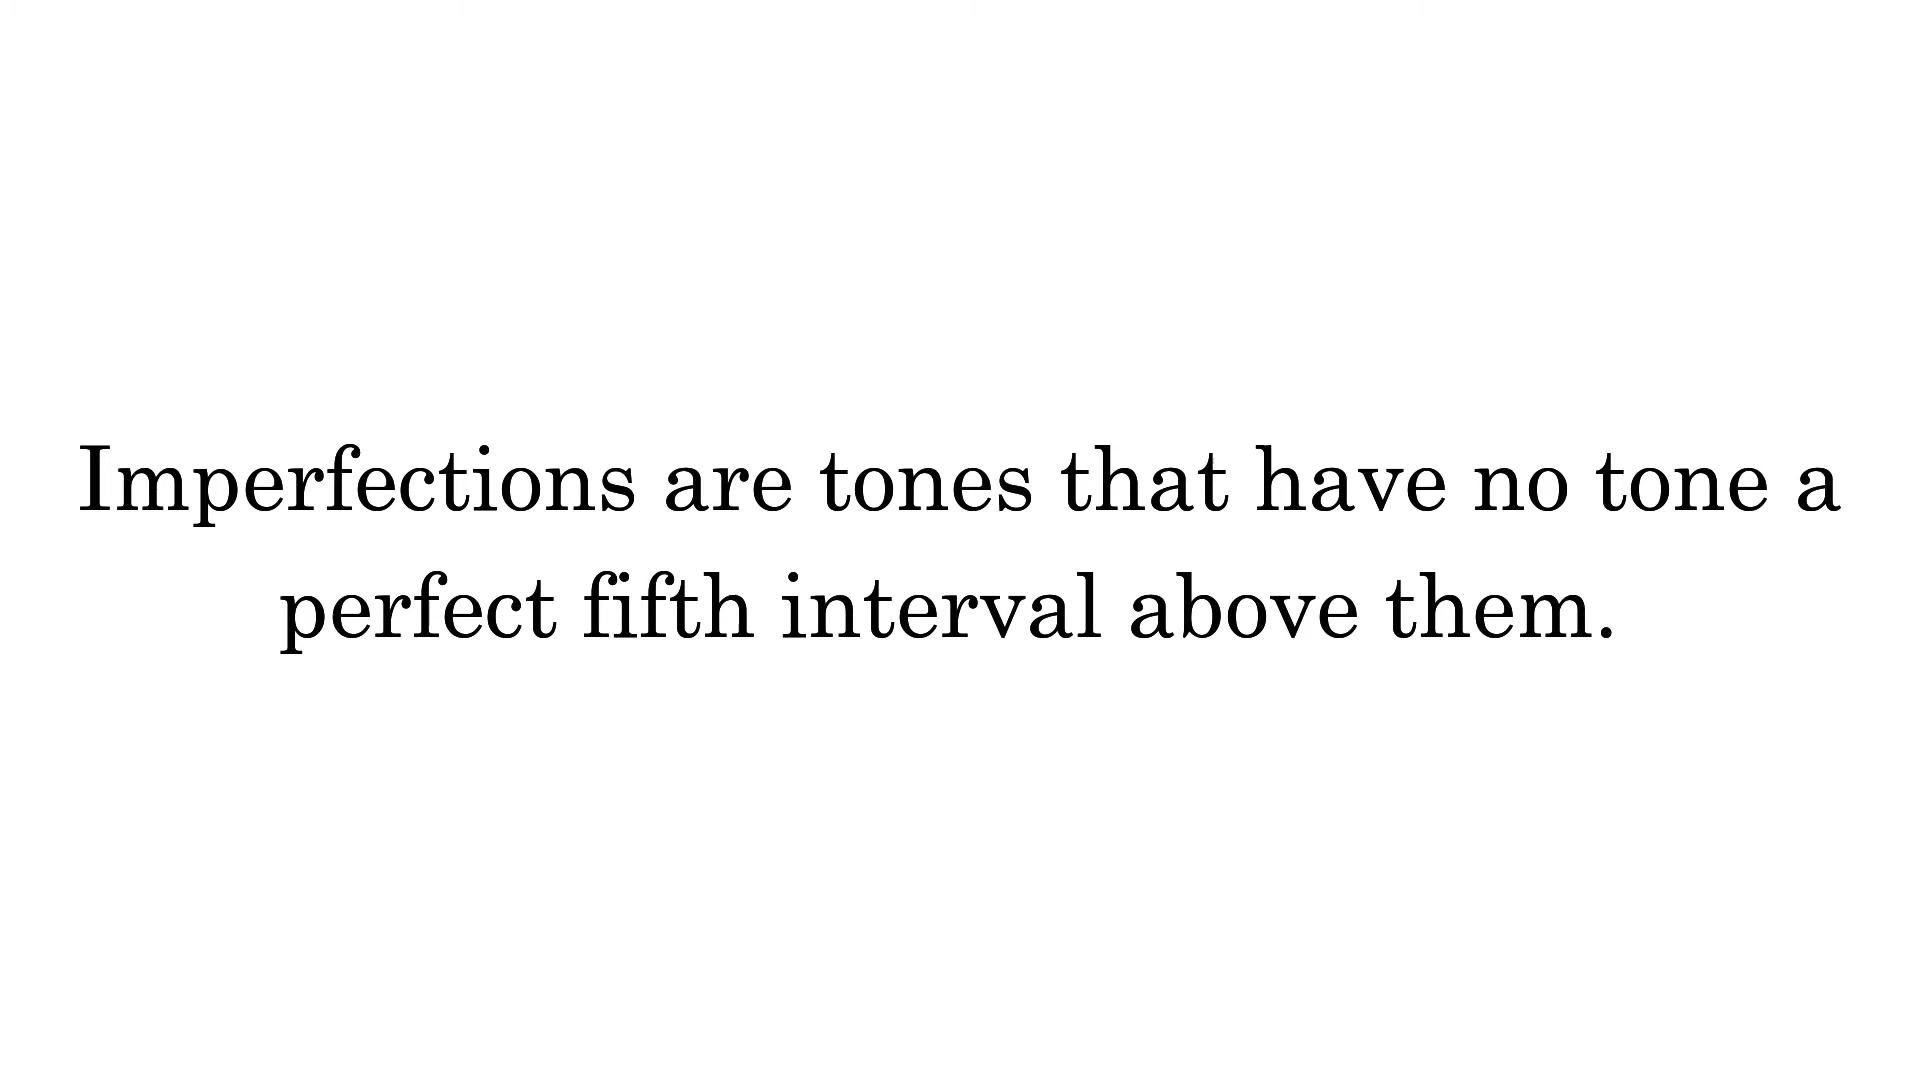 Imperfections are tones that have no tone a
perfect fifth interval above them.